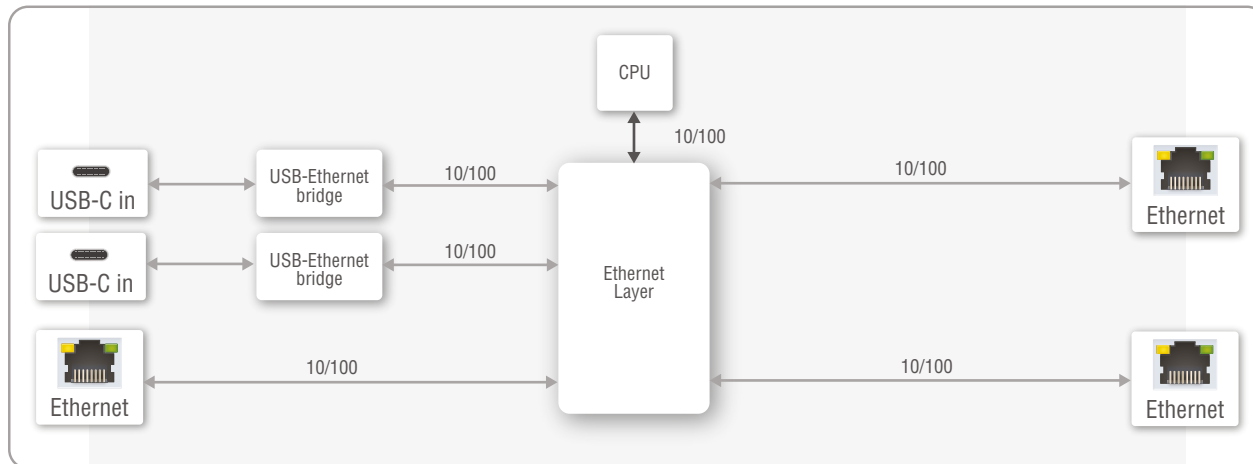 CPU
10/100
USB-C in
USB-Ethernet
bridge
10/100
10/100
Ethernet
USB-C in
USB-Ethernet
bridge
10/100
Ethernet
Layer
Ethernet
10/100
10/100
Ethernet